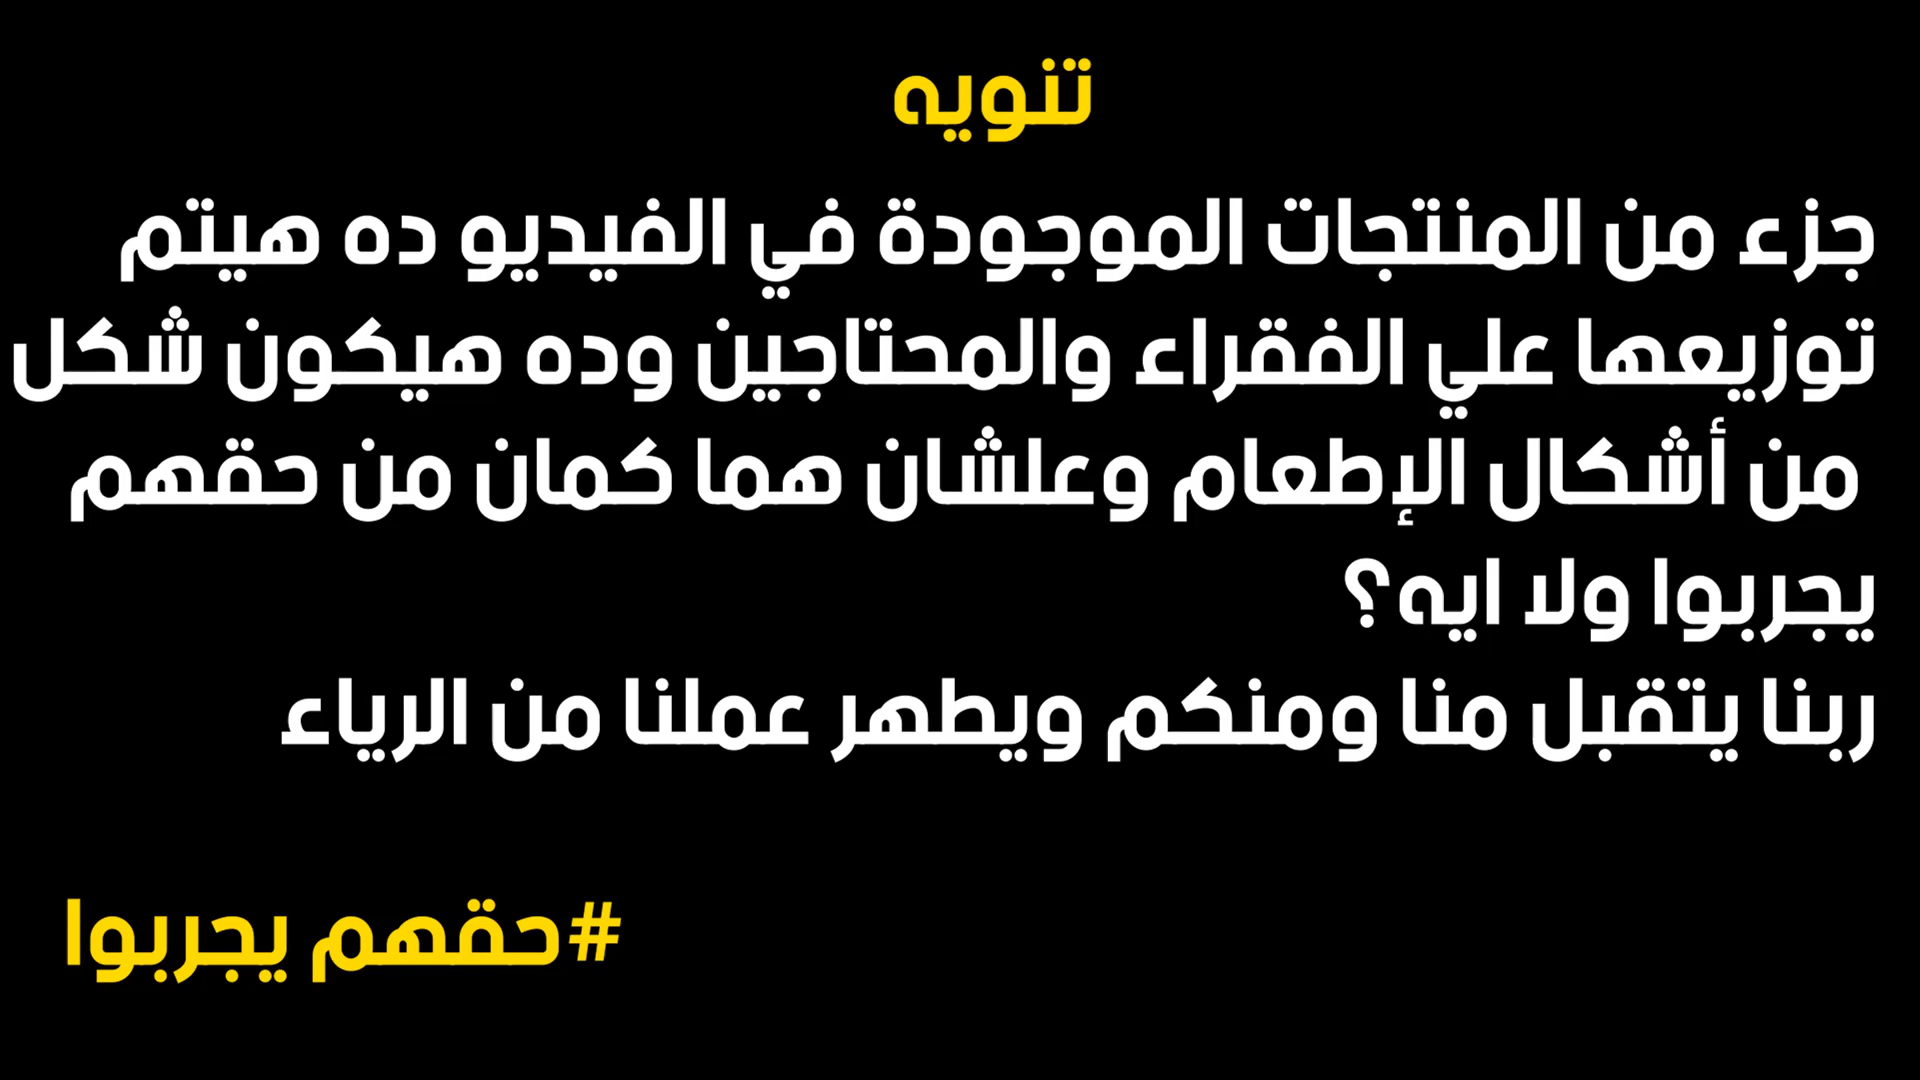 تنويه
جزء من المنتجات الموجودة في الفيديو ده هيتم
توزيعها علي الفقراء والمحتاجين وده هيكون شكل
من أشكال الإطعام وعلشان هما كمان من حقهم
يجربوا ولا ايه؟
ربنا يتقبل منا ومنكم ويطهر عملنا من الرياء
#حقهم يجربوا